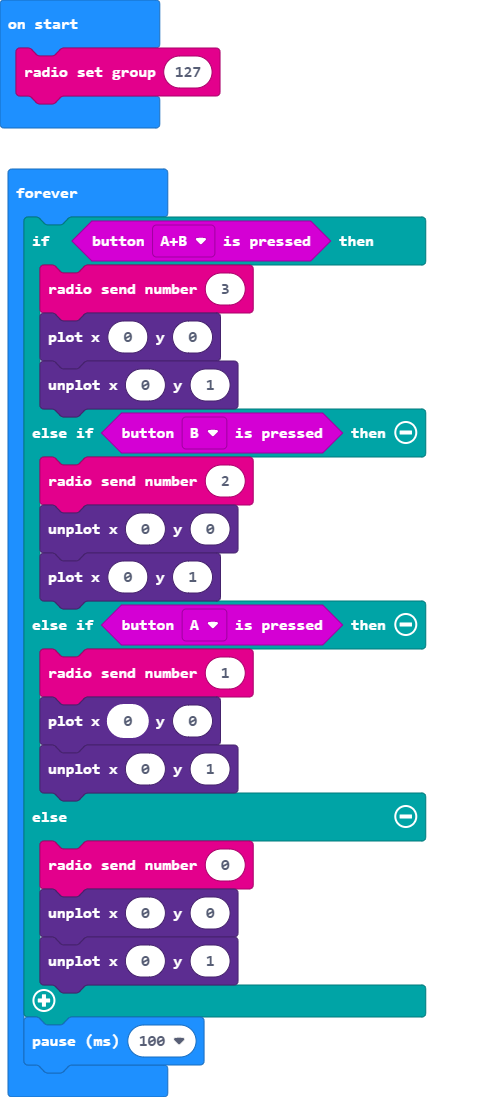 on start
radio set group 127
forever
if button A+B is pressed then
radio send number 3
plot x 0 y 0
unplot x 0 y 1
else if button B is pressed then
radio send number 2
unplot x 0 y 0
plot x 0 y 1
else if button A is pressed then
radio send number 1
plot x 0 y 0
unplot x 0 y 1
else
radio send number 0
unplot x 0 y 0
unplot x 0 y 1
pause (ms) 100